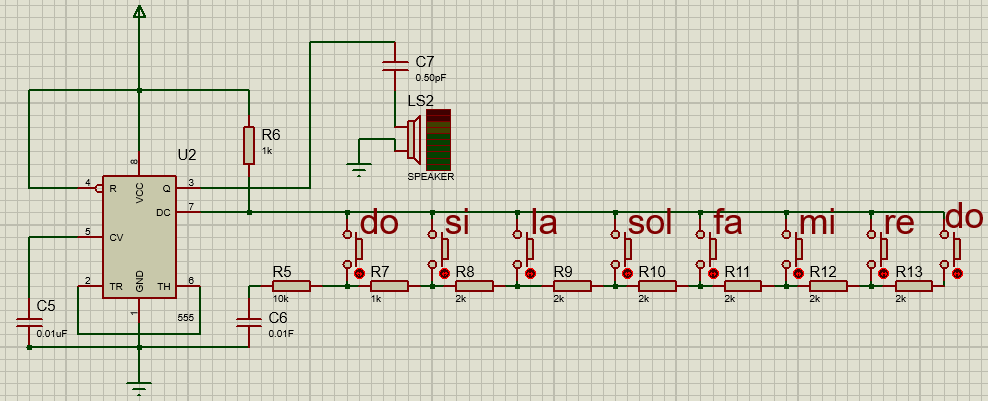 C7
0.50pF
LS2
SPEAKER
R6
1k
U2
8
4
R
VCC
Q
3
DC
7
5
CV
2
TR
GND
TH
6
1
555
C5
0.01uF
C6
0.01F
do
si
la
sol
fa
mi
re
do
R5
10k
R7
1k
R8
2k
R9
2k
R10
2k
R11
2k
R12
2k
R13
2k